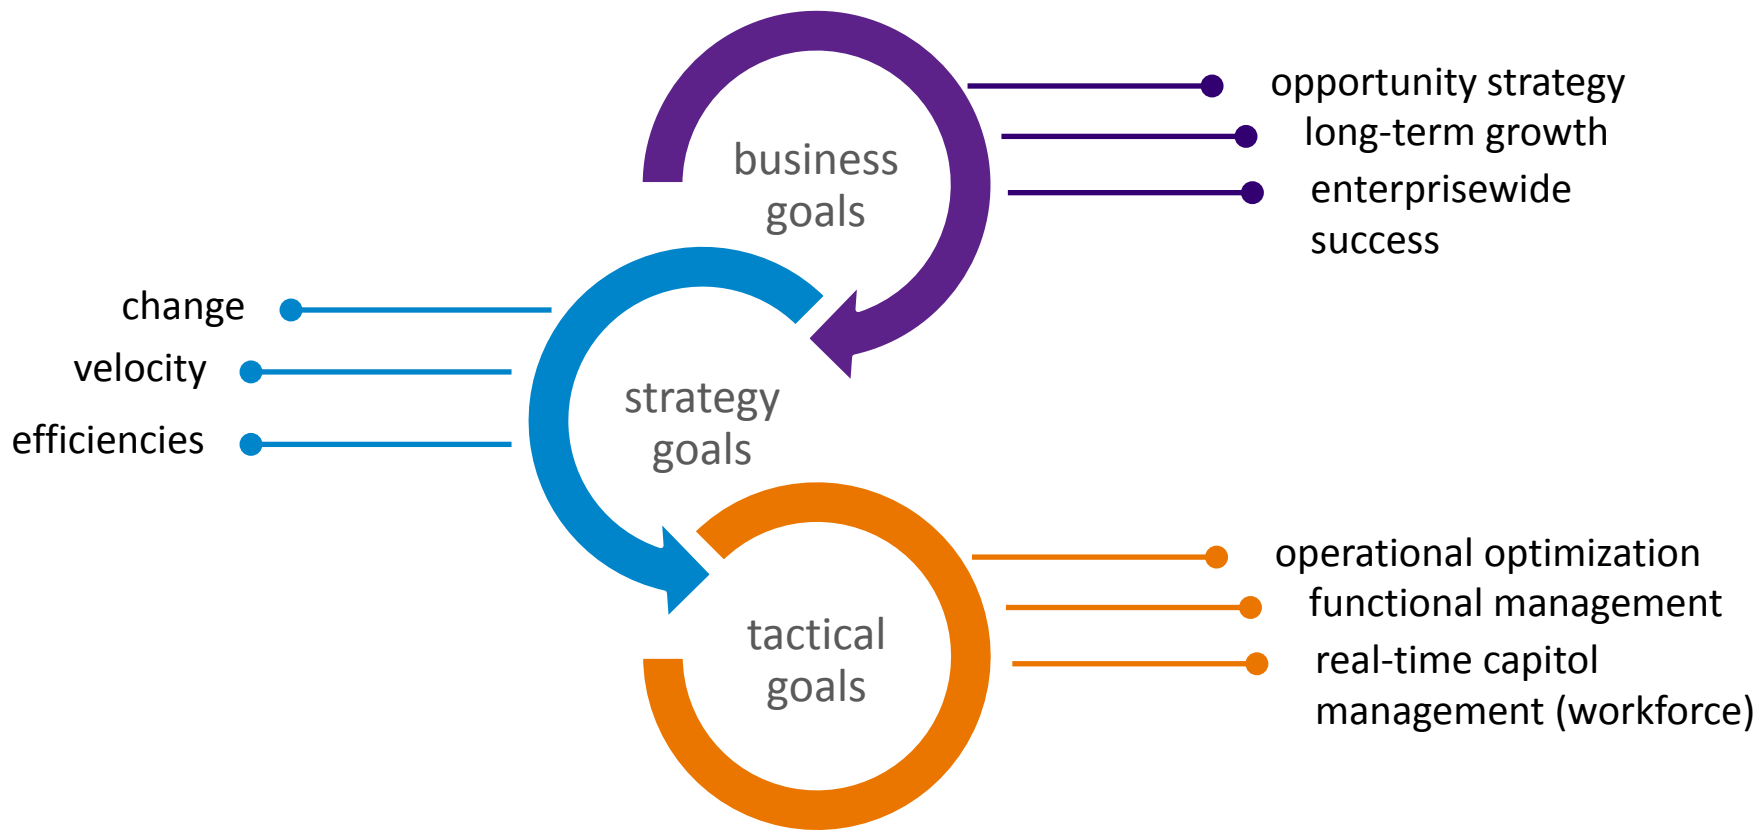 opportunity strategy
long-term growth
enterprisewide
success
business
goals
change
velocity
efficiencies
strategy
goals
operational optimization
functional management
real-time capitol
management (workforce)
tactical
goals